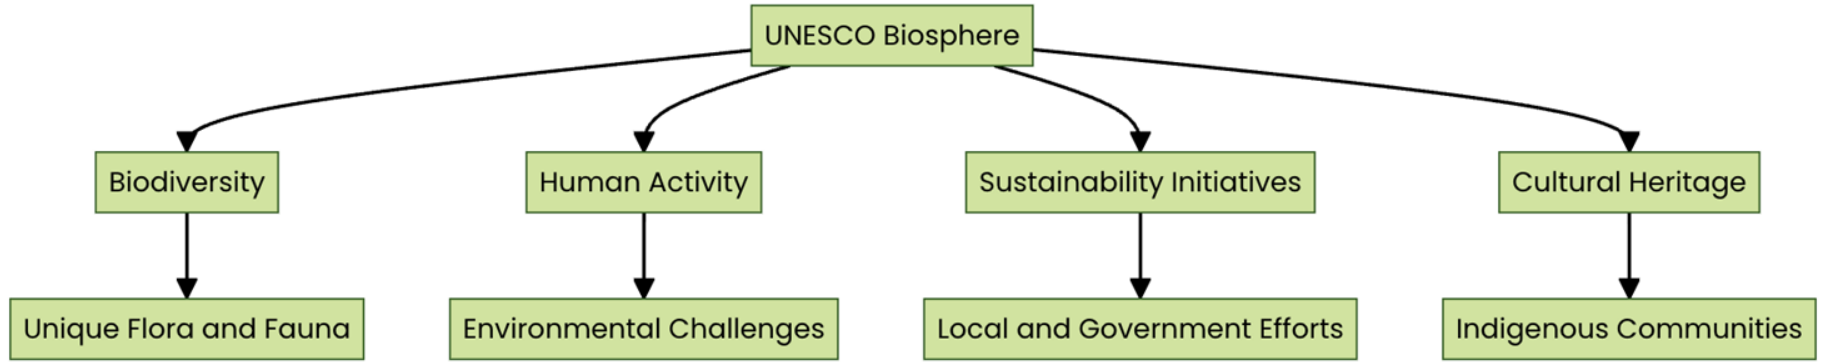 UNESCO Biosphere
Biodiversity
Human Activity
Sustainability Initiatives
Cultural Heritage
Unique Flora and Fauna
Environmental Challenges
Local and Government Efforts
Indigenous Communities